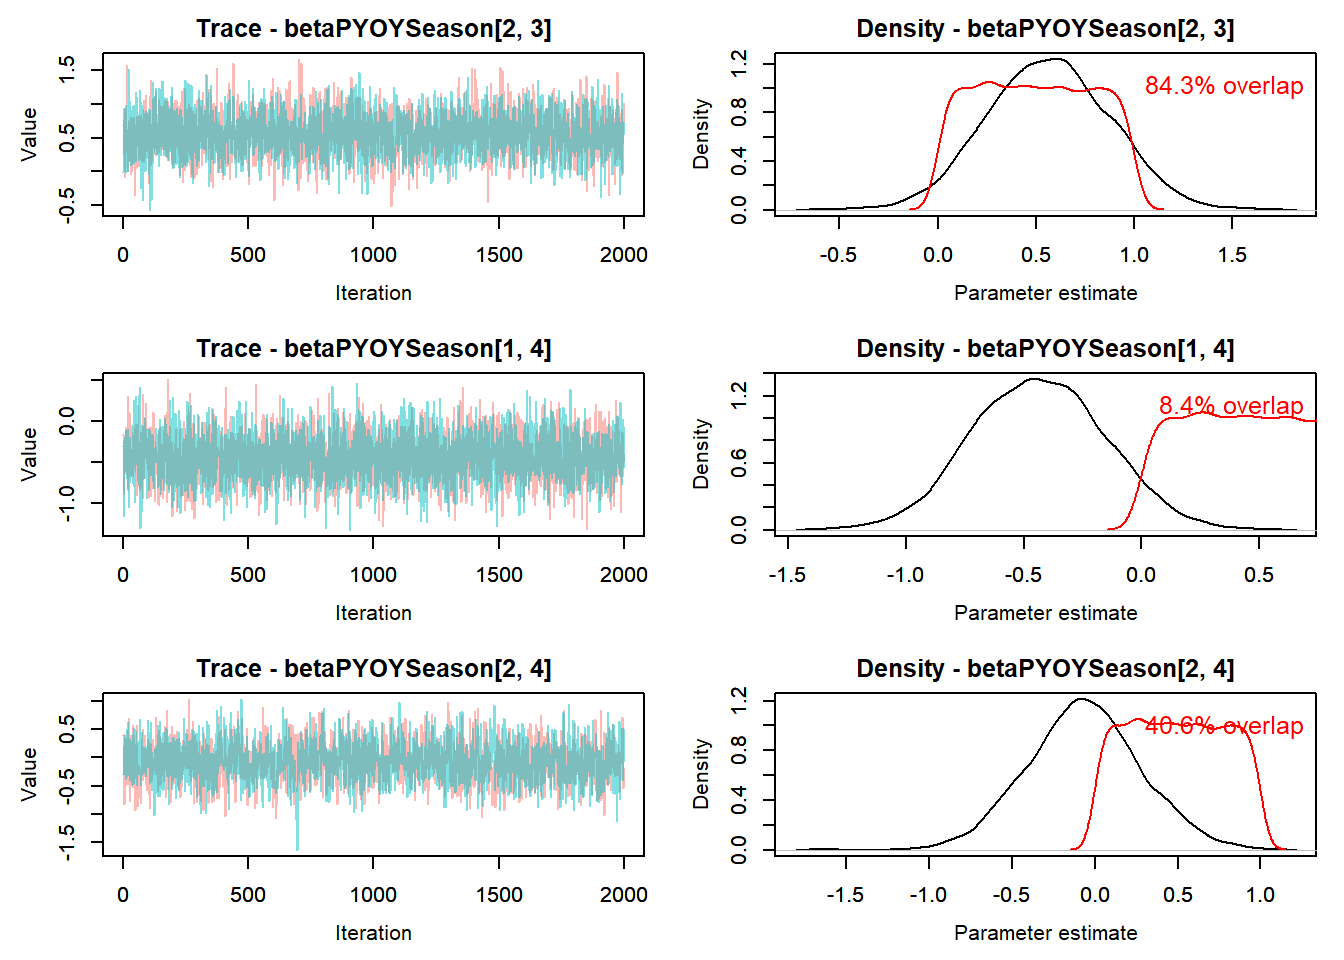 Trace - betaPYOYSeason[2, 3]
Value
-0.5 0.5 1.5
0 500 1000 1500 2000
Iteration
Density - betaPYOYSeason[2, 3]
84.3% overlap
Density
0.0 0.4 0.8 1.2
-0.5 0.0 0.5 1.0 1.5
Parameter estimate
Trace - betaPYOYSeason[1, 4]
Value
-1.0 0.0
0 500 1000 1500 2000
Iteration
Density - betaPYOYSeason[1, 4]
8.4% overlap
Density
0.0 0.6 1.2
-1.5 -1.0 -0.5 0.0 0.5
Parameter estimate
Trace - betaPYOYSeason[2, 4]
Value
-1.5 -0.5 0.5
0 500 1000 1500 2000
Iteration
Density - betaPYOYSeason[2, 4]
40.6% overlap
Density
0.0 0.4 0.8 1.2
-1.5 -1.0 -0.5 0.0 0.5 1.0
Parameter estimate